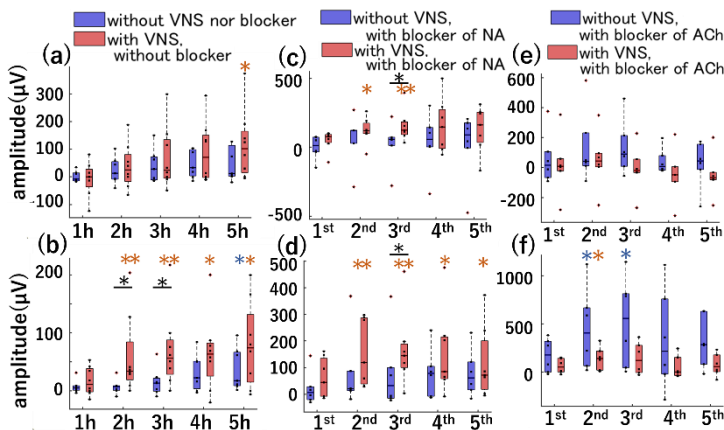 without VNS nor blocker
with VNS,
without blocker
without VNS,
with blocker of NA
with VNS,
with blocker of NA
without VNS,
with blocker of ACh
with VNS,
with blocker of ACh
(a)
amplitude(μV)
300
200
100
0
-100
*
1h 2h 3h 4h 5h
(c)
500
0
-500
* * **
1st 2nd 3rd 4th 5th
(e)
600
400
200
0
-200
1st 2nd 3rd 4th 5th
(b)
amplitude(μV)
200
100
0
** * ** * * * *
1h 2h 3h 4h 5h
(d)
500
400
300
200
100
0
** * ** * *
1st 2nd 3rd 4th 5th
(f)
1000
500
0
* * *
1st 2nd 3rd 4th 5th